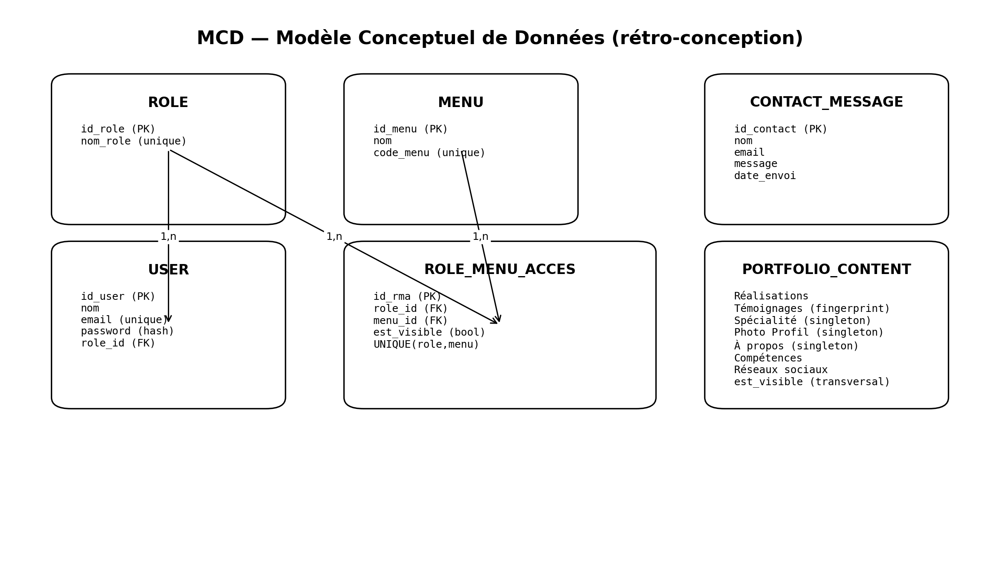 MCD — Modèle Conceptuel de Données (rétro-conception)
ROLE
id_role (PK)
nom_role (unique)
MENU
id_menu (PK)
nom
code_menu (unique)
CONTACT_MESSAGE
id_contact (PK)
nom
email
message
date_envoi
1,n
1,n
1,n
USER
id_user (PK)
nom
email (unique)
password (hash)
role_id (FK)
ROLE_MENU_ACCES
id_rma (PK)
role_id (FK)
menu_id (FK)
est_visible (bool)
UNIQUE(role,menu)
PORTFOLIO_CONTENT
Réalisations
Témoignages (fingerprint)
Spécialité (singleton)
Photo Profil (singleton)
À propos (singleton)
Compétences
Réseaux sociaux
est_visible (transversal)